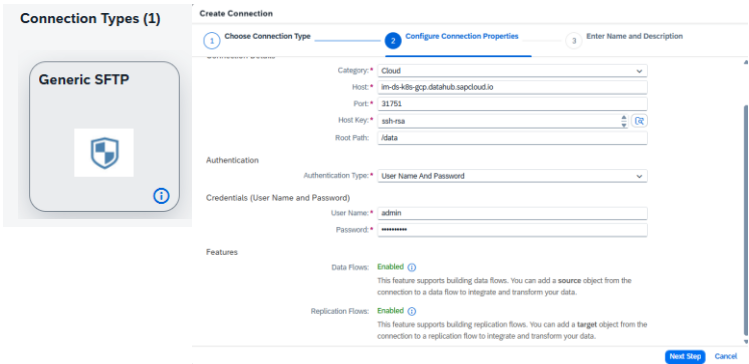 Connection Types (1)
Generic SFTP
Create Connection
1 Choose Connection Type
2 Configure Connection Properties
3 Enter Name and Description
Connection Details
Category:* Cloud
Host:* im-ds-k8s-gcp.datahub.sapcloud.io
Port:* 31751
Host Key:* ssh-rsa
Root Path: /data
Authentication
Authentication Type:* User Name And Password
Credentials (User Name and Password)
User Name:* admin
Password:* ••••••••••
Features
Data Flows: Enabled
This feature supports building data flows. You can add a source object from the
connection to a data flow to integrate and transform your data.
Replication Flows: Enabled
This feature supports building replication flows. You can add a target object from the
connection to a replication flow to integrate and transform your data.
Next Step Cancel